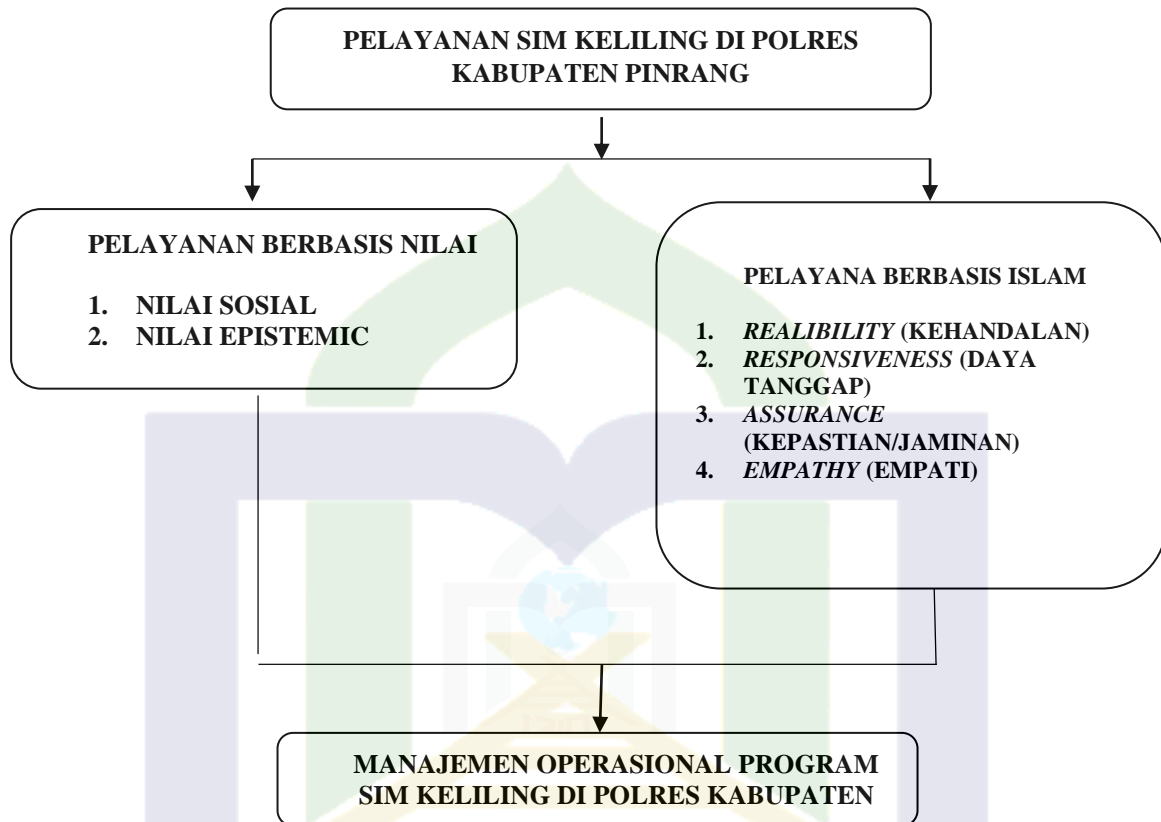 PELAYANAN SIM KELILING DI POLRES
KABUPATEN PINRANG
PELAYANAN BERBASIS NILAI
1. NILAI SOSIAL
2. NILAI EPISTEMIC
PELAYANA BERBASIS ISLAM
1. REALIBILITY (KEHANDALAN)
2. RESPONSIVENESS (DAYA
TANGGAP)
3. ASSURANCE
(KEPASTIAN/JAMINAN)
4. EMPATHY (EMPATI)
MANAJEMEN OPERASIONAL PROGRAM
SIM KELILING DI POLRES KABUPATEN